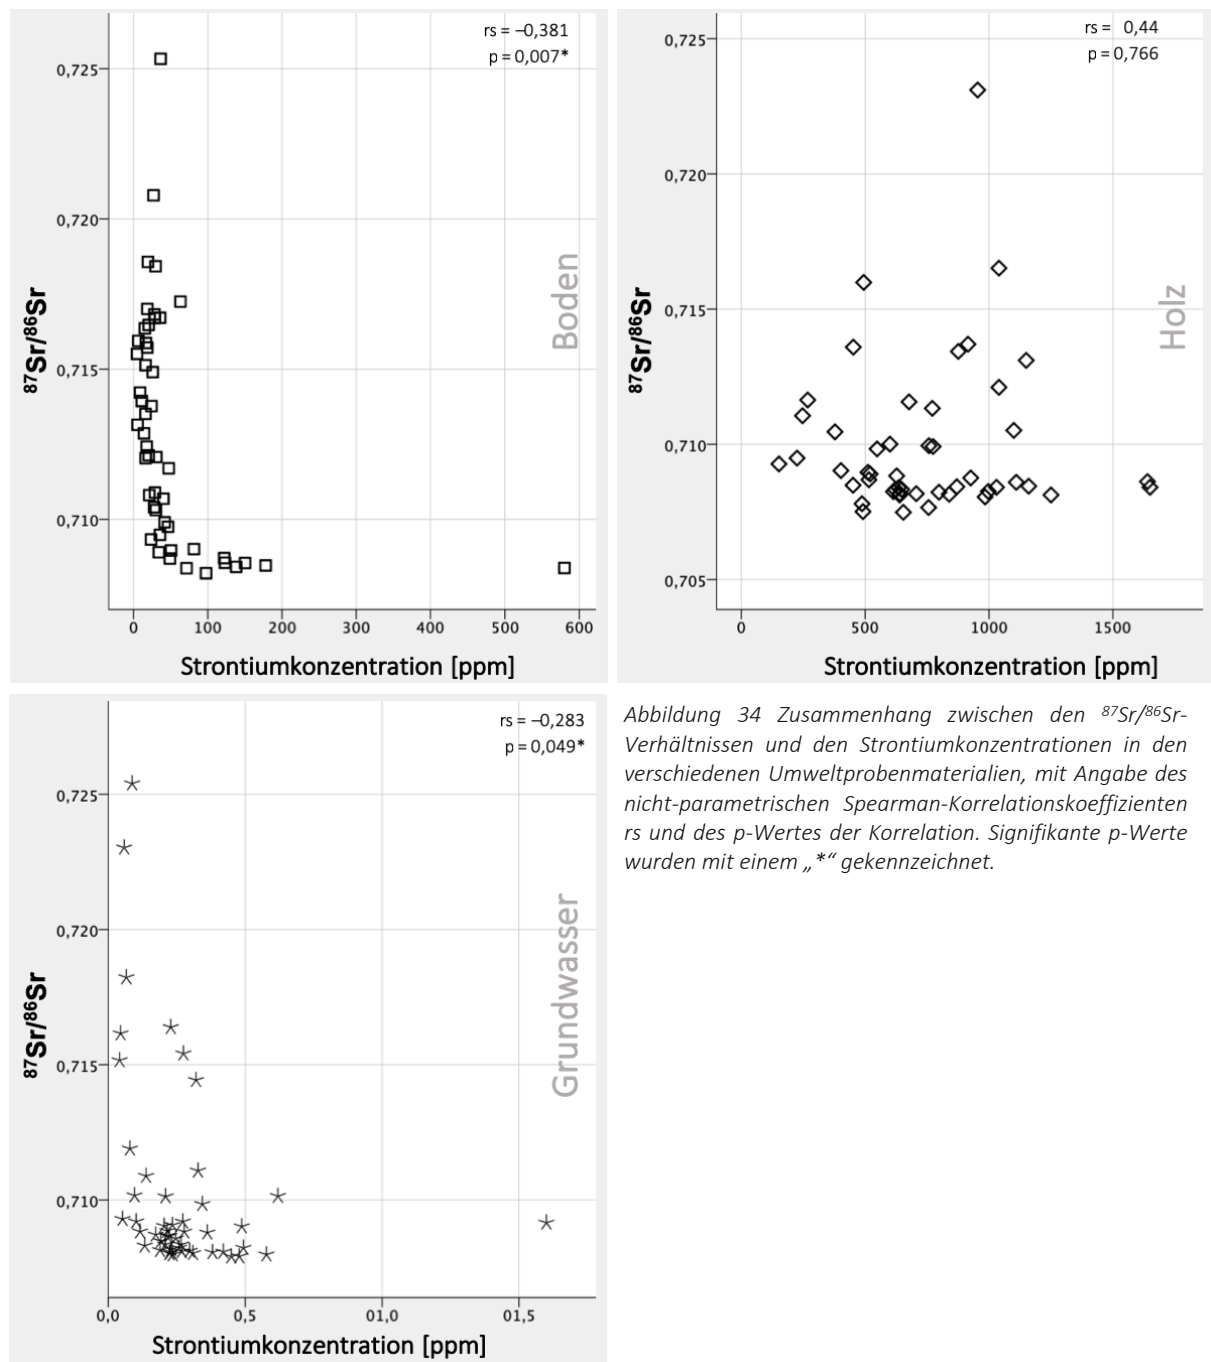 rs = –0,381
p = 0,007*
0,725
0,720
0,715
0,710
87Sr/86Sr
Boden
0 100 200 300 400 500 600
Strontiumkonzentration [ppm]
rs = 0,44
p = 0,766
0,725
0,720
0,715
0,710
0,705
87Sr/86Sr
Holz
0 500 1000 1500
Strontiumkonzentration [ppm]
rs = –0,283
p = 0,049*
0,725
0,720
0,715
0,710
87Sr/86Sr
Grundwasser
0,0 0,5 01,0 01,5
Strontiumkonzentration [ppm]
Abbildung 34 Zusammenhang zwischen den 87Sr/86Sr-
Verhältnissen und den Strontiumkonzentrationen in den
verschiedenen Umweltprobenmaterialien, mit Angabe des
nicht-parametrischen Spearman-Korrelationskoeffizienten
rs und des p-Wertes der Korrelation. Signifikante p-Werte
wurden mit einem „*“ gekennzeichnet.